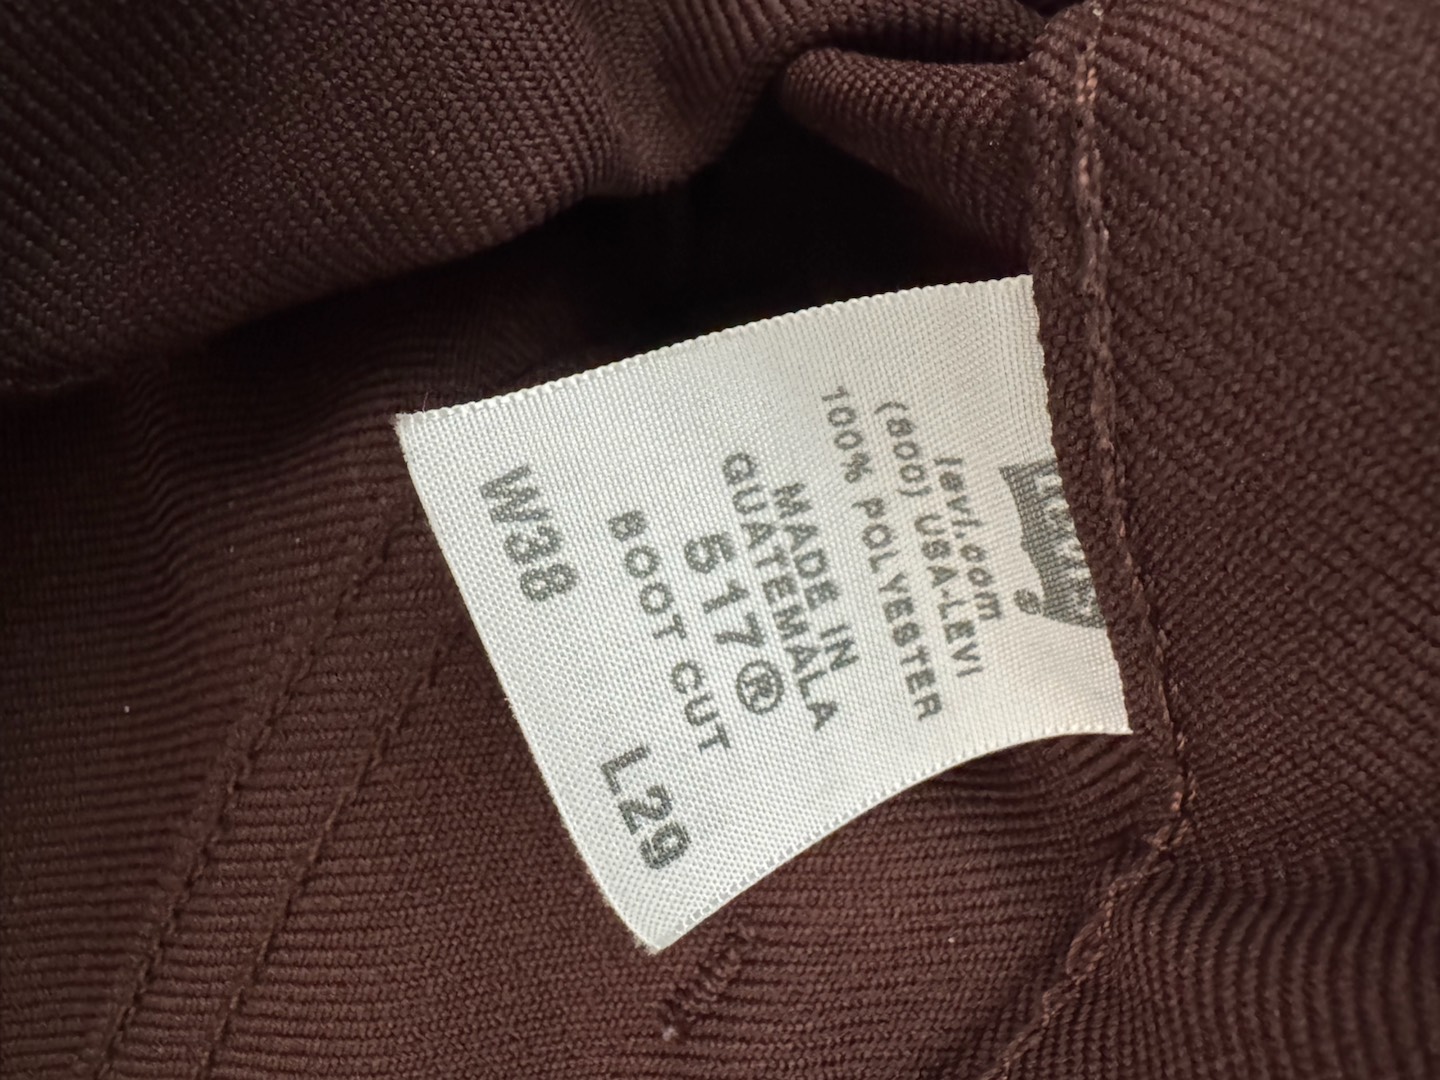 levi.com
(800) USA-LEVI
100% POLYESTER
MADE IN
GUATEMALA
517®
BOOT CUT
W38 L29